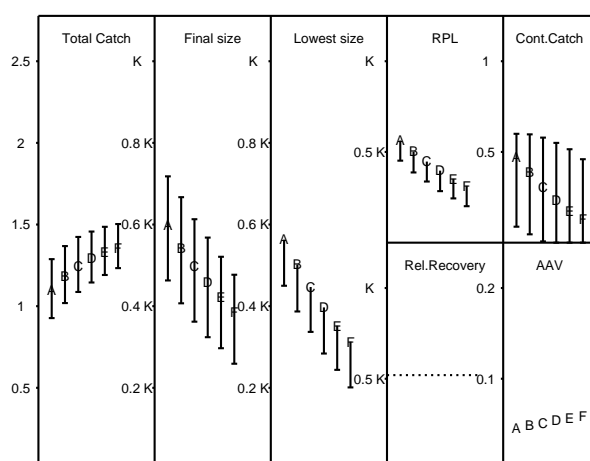 Total Catch Final size Lowest size RPL Cont.Catch
2.5 K K 1
2 0.8 K 0.8 K
A A 0.5 K B 0.5 A
B C D E F C B C D E F
1.5 0.6 K A 0.6 K
A B C D E F B C D E F A B C D E F
Rel.Recovery AAV
1 0.4 K 0.4 K K 0.2
0.5 0.2 K 0.2 K 0.5 K 0.1
A B C D E F